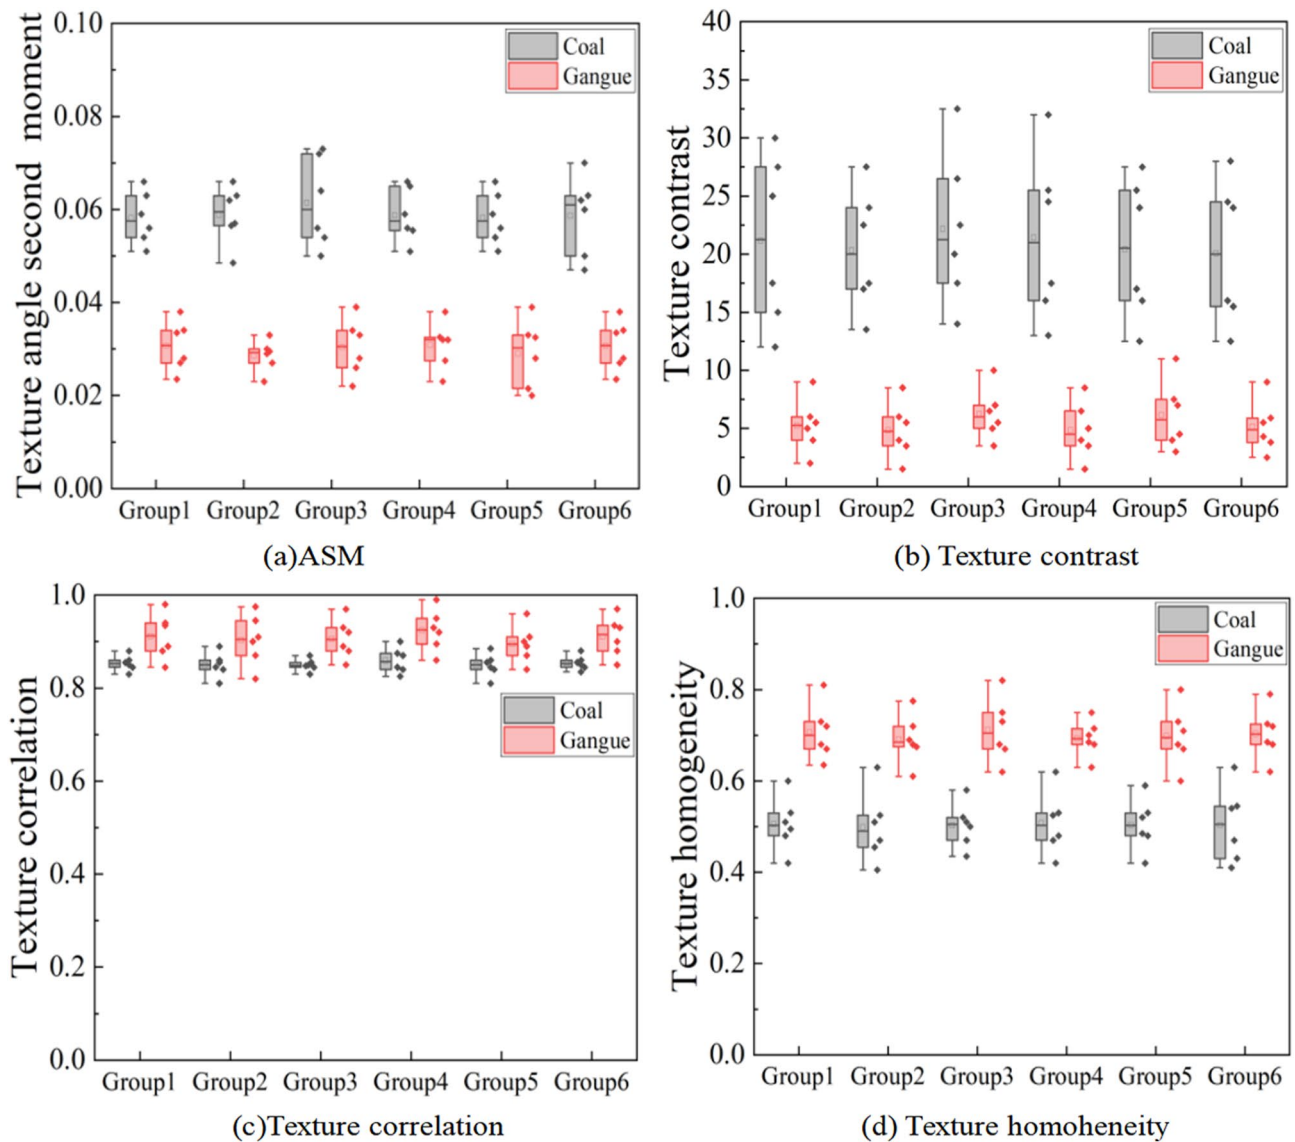 Texture angle second moment
0.10
0.08
0.06
0.04
0.02
0.00
Coal
Gangue
Group1 Group2 Group3 Group4 Group5 Group6
(a)ASM
Texture contrast
40
35
30
25
20
15
10
5
0
Coal
Gangue
Group1 Group2 Group3 Group4 Group5 Group6
(b) Texture contrast
Texture correlation
1.0
0.8
0.6
0.4
0.2
0.0
Coal
Gangue
Group1 Group2 Group3 Group4 Group5 Group6
(c)Texture correlation
Texture homogeneity
1.0
0.8
0.6
0.4
0.2
0.0
Coal
Gangue
Group1 Group2 Group3 Group4 Group5 Group6
(d) Texture homoheneity